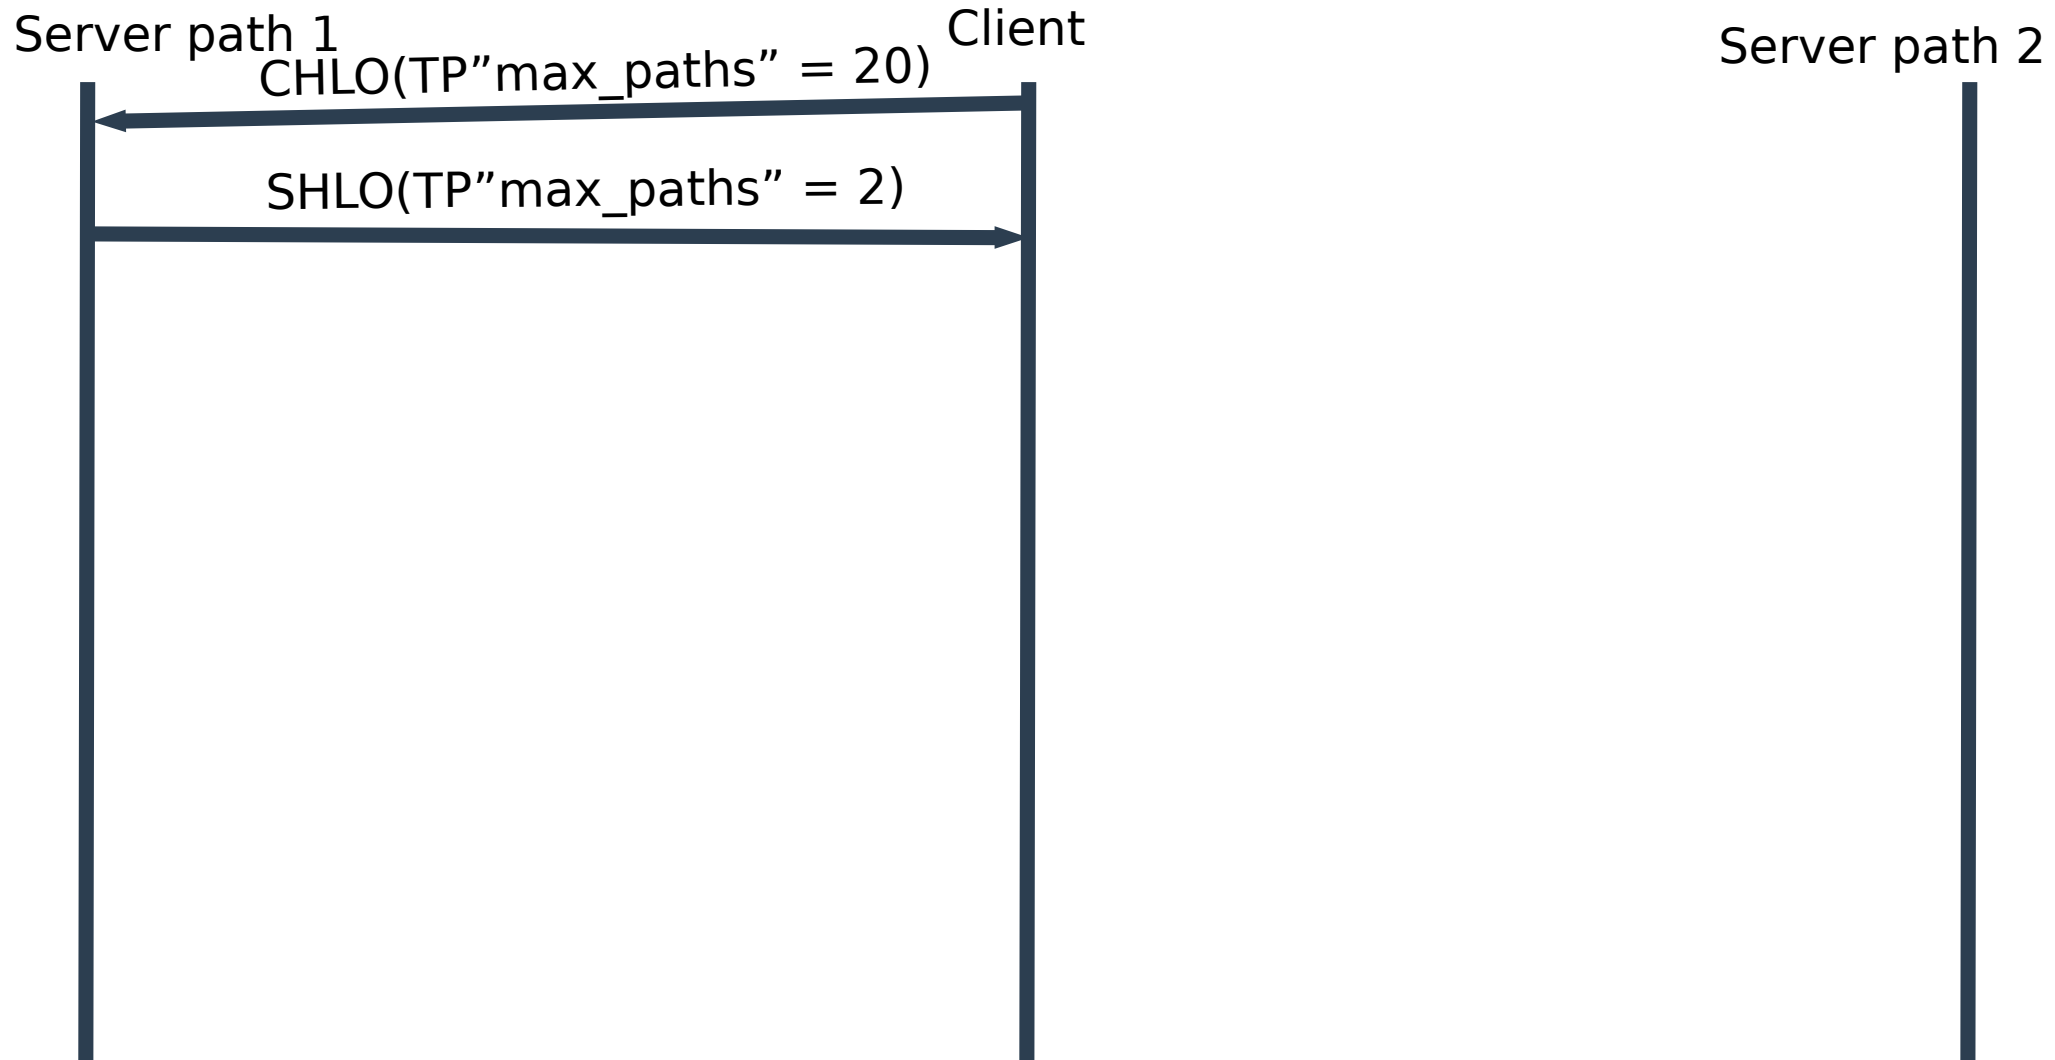 Server path 1
Client
Server path 2
CHLO(TP”max_paths” = 20)
SHLO(TP”max_paths” = 2)